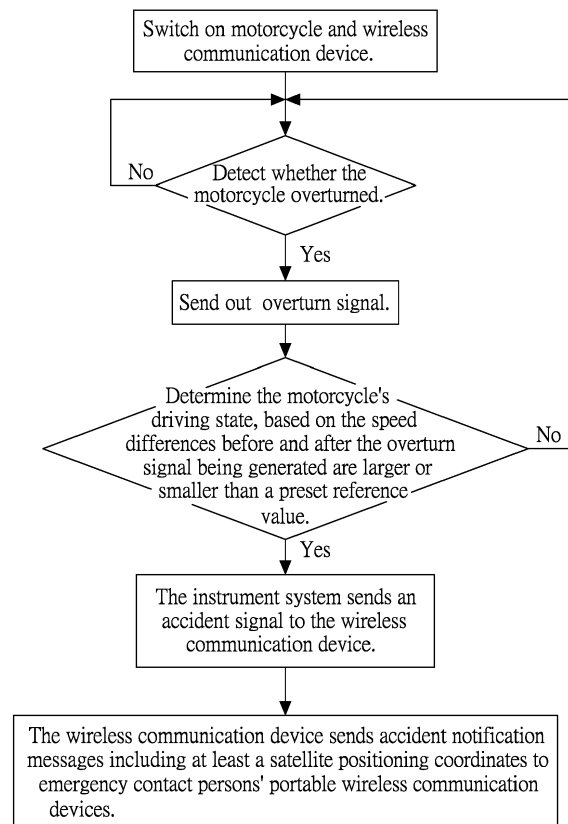 Switch on motorcycle and wireless
communication device.
No
Detect whether the
motorcycle overturned.
Yes
Send out overturn signal.
Determine the motorcycle's
driving state, based on the speed
differences before and after the overturn
signal being generated are larger or
smaller than a preset reference
value.
No
Yes
The instrument system sends an
accident signal to the wireless
communication device.
The wireless communication device sends accident notification
messages including at least a satellite positioning coordinates to
emergency contact persons' portable wireless communication
devices.